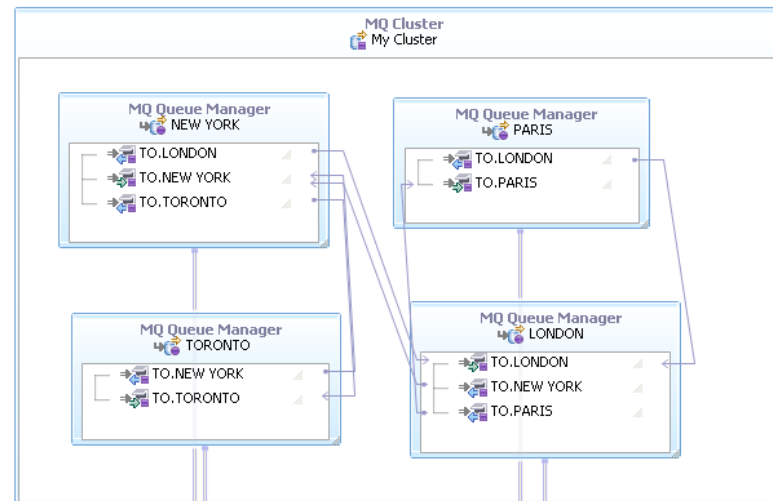 MQ Cluster
My Cluster
MQ Queue Manager
NEW YORK
TO.LONDON
TO.NEW YORK
TO.TORONTO
MQ Queue Manager
PARIS
TO.LONDON
TO.PARIS
MQ Queue Manager
TORONTO
TO.NEW YORK
TO.TORONTO
MQ Queue Manager
LONDON
TO.LONDON
TO.NEW YORK
TO.PARIS